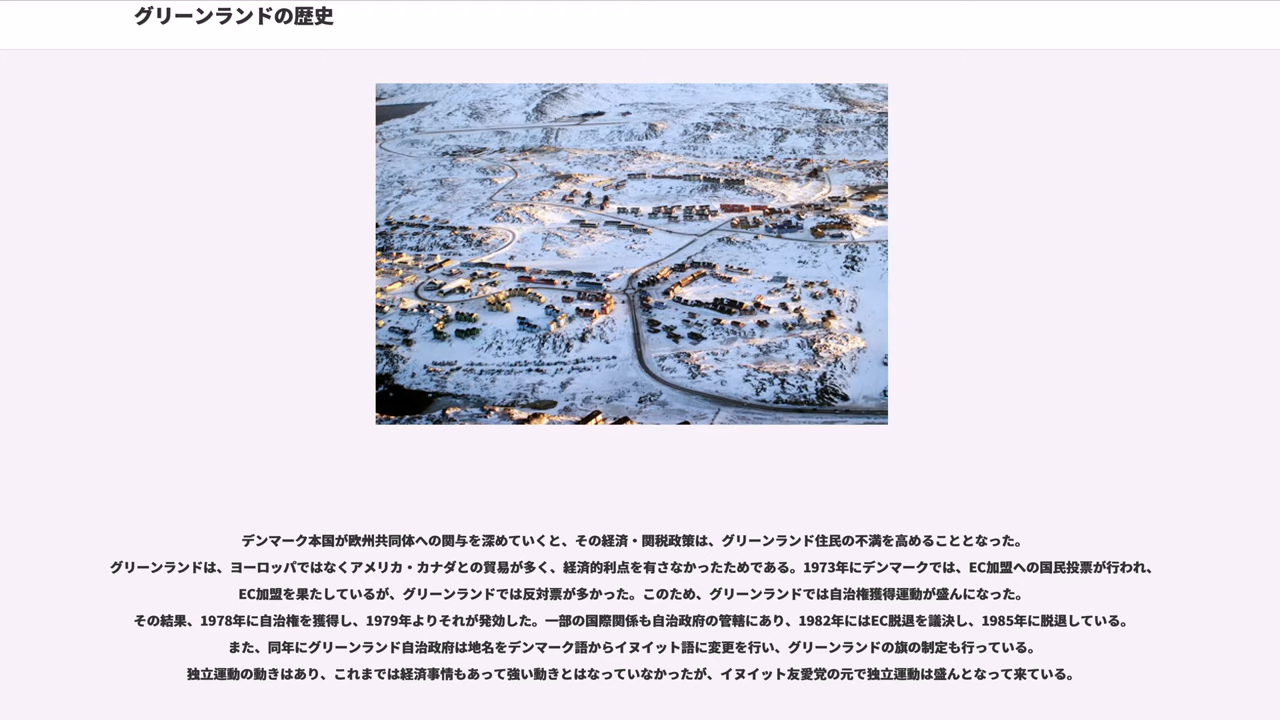 グリーンランドの歴史
デンマーク本国が欧州共同体への関与を深めていくと、その経済・関税政策は、グリーンランド住民の不満を高めることとなった。
グリーンランドは、ヨーロッパではなくアメリカ・カナダとの貿易が多く、経済的利点を有さなかったためである。1973年にデンマークでは、EC加盟への国民投票が行われ、
EC加盟を果たしているが、グリーンランドでは反対票が多かった。このため、グリーンランドでは自治権獲得運動が盛んになった。
その結果、1978年に自治権を獲得し、1979年よりそれが発効した。一部の国際関係も自治政府の管轄にあり、1982年にはEC脱退を議決し、1985年に脱退している。
また、同年にグリーンランド自治政府は地名をデンマーク語からイヌイット語に変更を行い、グリーンランドの旗の制定も行っている。
独立運動の動きはあり、これまでは経済事情もあって強い動きとはなっていなかったが、イヌイット友愛党の元で独立運動は盛んとなって来ている。